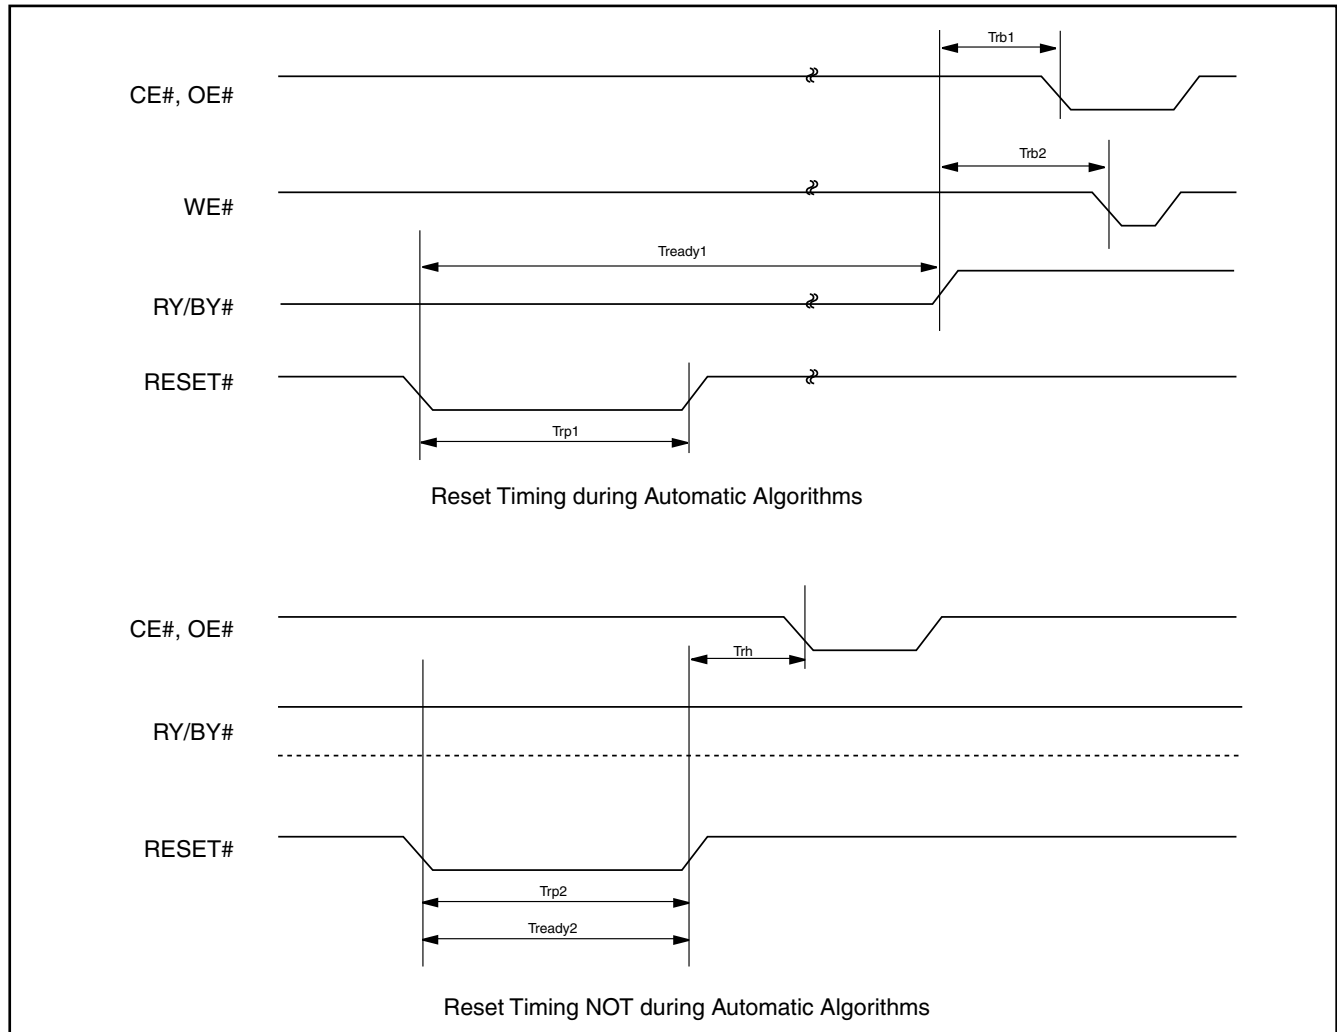 Trb1
CE#, OE#
Trb2
WE#
Tready1
RY/BY#
RESET#
Trp1
Reset Timing during Automatic Algorithms
CE#, OE#
Trh
RY/BY#
RESET#
Trp2
Tready2
Reset Timing NOT during Automatic Algorithms